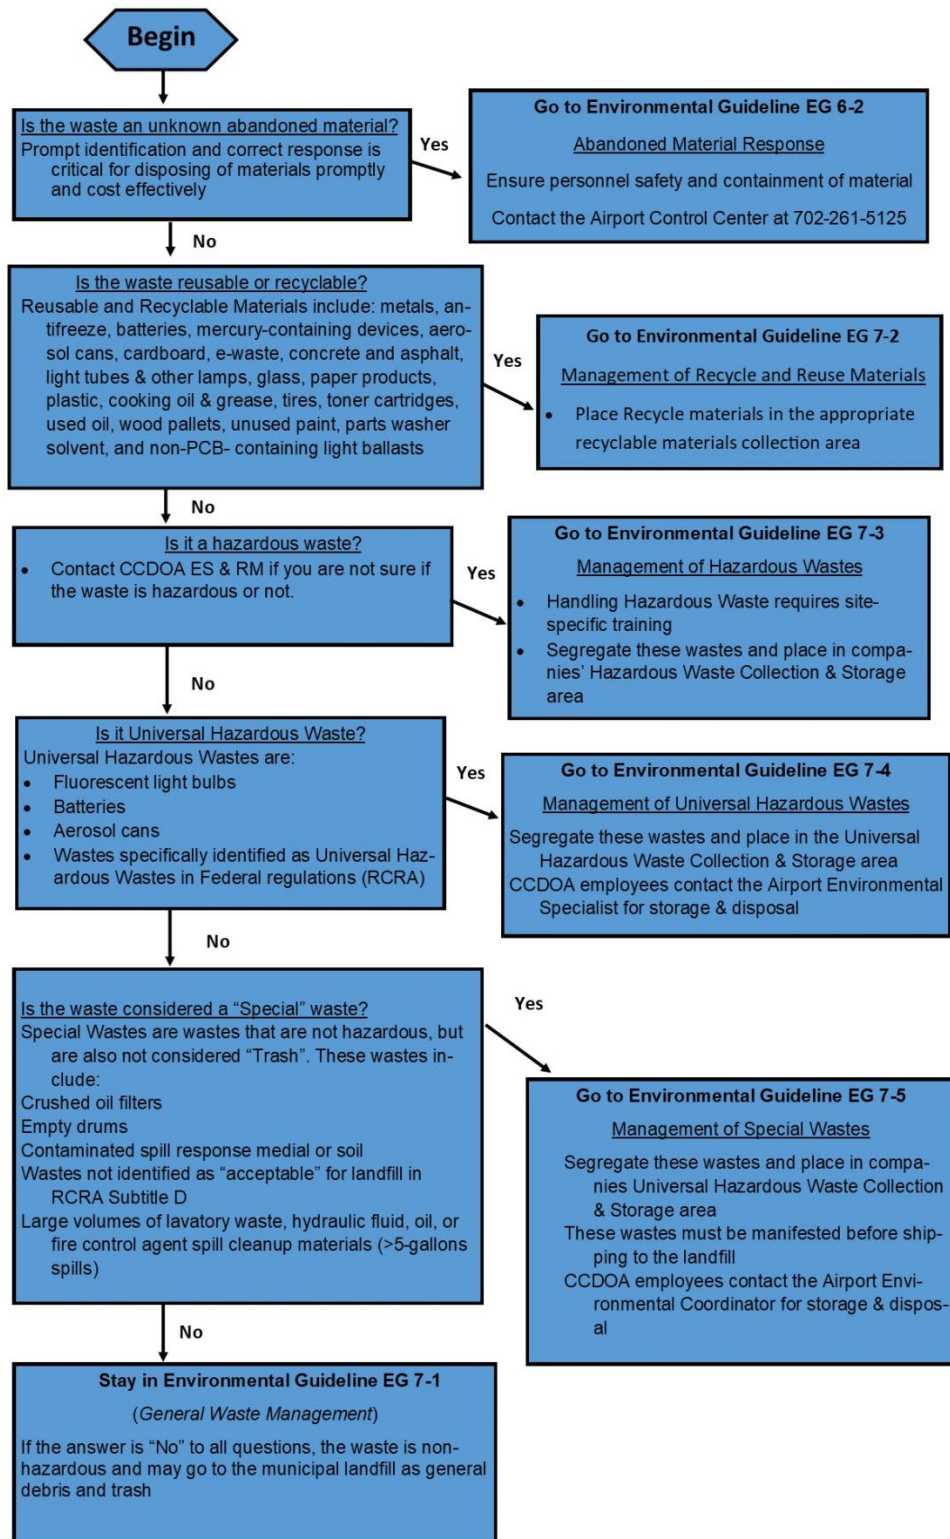 Begin
Is the waste an unknown abandoned material?
Prompt identification and correct response is
critical for disposing of materials promptly
and cost effectively
Yes
Go to Environmental Guideline EG 6-2
Abandoned Material Response
Ensure personnel safety and containment of material
Contact the Airport Control Center at 702-261-5125
No
Is the waste reusable or recyclable?
Reusable and Recyclable Materials include: metals, an-
tifreeze, batteries, mercury-containing devices, aero-
sol cans, cardboard, e-waste, concrete and asphalt,
light tubes & other lamps, glass, paper products,
plastic, cooking oil & grease, tires, toner cartridges,
used oil, wood pallets, unused paint, parts washer
solvent, and non-PCB- containing light ballasts
Yes
Go to Environmental Guideline EG 7-2
Management of Recycle and Reuse Materials
• Place Recycle materials in the appropriate
recyclable materials collection area
No
Is it a hazardous waste?
• Contact CCDOA ES & RM if you are not sure if
the waste is hazardous or not.
Yes
Go to Environmental Guideline EG 7-3
Management of Hazardous Wastes
• Handling Hazardous Waste requires site-
specific training
• Segregate these wastes and place in compa-
nies' Hazardous Waste Collection & Storage
area
No
Is it Universal Hazardous Waste?
Universal Hazardous Wastes are:
• Fluorescent light bulbs
• Batteries
• Aerosol cans
• Wastes specifically identified as Universal Haz-
ardous Wastes in Federal regulations (RCRA)
Yes
Go to Environmental Guideline EG 7-4
Management of Universal Hazardous Wastes
Segregate these wastes and place in the Universal
Hazardous Waste Collection & Storage area
CCDOA employees contact the Airport Environmental
Specialist for storage & disposal
No
Is the waste considered a “Special” waste?
Special Wastes are wastes that are not hazardous, but
are also not considered “Trash”. These wastes in-
clude:
Crushed oil filters
Empty drums
Contaminated spill response medial or soil
Wastes not identified as “acceptable” for landfill in
RCRA Subtitle D
Large volumes of lavatory waste, hydraulic fluid, oil, or
fire control agent spill cleanup materials (>5-gallons
spills)
Yes
Go to Environmental Guideline EG 7-5
Management of Special Wastes
Segregate these wastes and place in compa-
nies Universal Hazardous Waste Collection
& Storage area
These wastes must be manifested before ship-
ping to the landfill
CCDOA employees contact the Airport Envi-
ronmental Coordinator for storage & dispos-
al
No
Stay in Environmental Guideline EG 7-1
(General Waste Management)
If the answer is “No” to all questions, the waste is non-
hazardous and may go to the municipal landfill as general
debris and trash